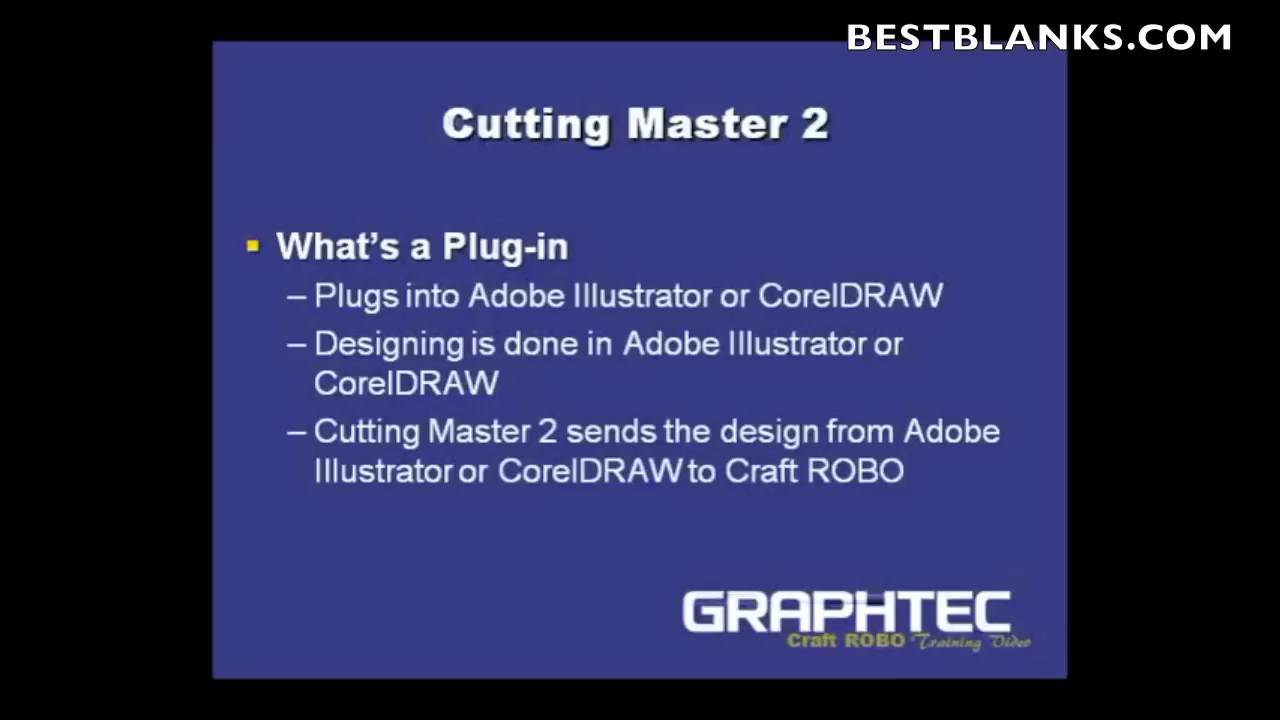 BESTBLANKS.COM
Cutting Master 2
▪ What's a Plug-in
– Plugs into Adobe Illustrator or CorelDRAW
– Designing is done in Adobe Illustrator or
CorelDRAW
– Cutting Master 2 sends the design from Adobe
Illustrator or CorelDRAW to Craft ROBO
GRAPHTEC
Craft ROBO Training Video